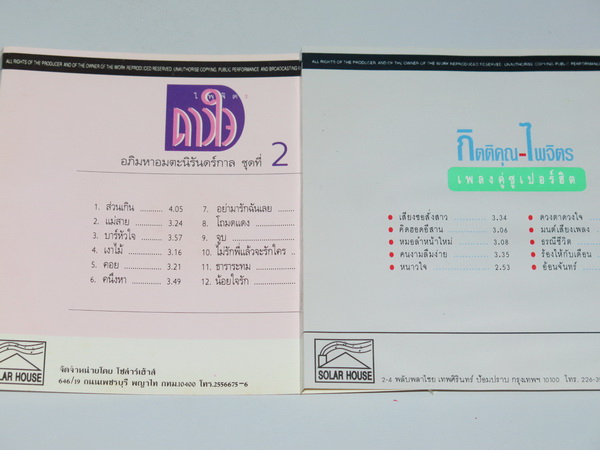 ALL RIGHTS OF THE PRODUCER AND OF THE OWNER OF THE WORK REPRODUCED RESERVED. UNAUTHORISE COPYING, PUBLIC PERFORMANCE, AND BROADCASTING
ไพจิตร
ดาวใจ
อภิมหาอมตะนิรันดร์กาล ชุดที่ 2
1. ส่วนเกิน .......... 4.05
2. แม่สาย .......... 3.24
3. บาร์หัวใจ .......... 3.57
4. เงาไม้ .......... 3.16
5. คอย .......... 3.21
6. คนึงหา .......... 3.49
7. อย่ามารักฉันเลย
8. โถมดแดง
9. จูบ
10. ไม่รักพี่แล้วจะรักใคร
11. ธาราระทม
12. น้อยใจรัก
SOLAR HOUSE
จัดจำหน่ายโดย โซล่าร์เฮ้าส์
646/19 ถนนเพชรบุรี พญาไท กทม.10400 โทร.2556675-6
ALL RIGHTS OF THE PRODUCER AND OF THE OWNER OF THE WORK REPRODUCED RESERVED. UNAUTHORISE COPYING, PUBLIC PERFORMANCE, AND BROADCASTING
กิตติคุณ-ไพจิตร
เพลงคู่ซูเปอร์ฮิต
เสียงซอสั่งสาว .......... 3.34
คิดฮอดอีสาน .......... 3.06
หมอลำหน้าใหม่ .......... 3.08
คนงามลืมง่าย .......... 3.35
หนาวใจ .......... 2.53
ดวงตาดวงใจ
มนต์เสียงเพลง
ธรณีชีวิต
ร้องไห้กับเดือน
อ้อนจันทร์
SOLAR HOUSE
2-4 พลับพลาไชย เทพศิรินทร์ ป้อมปราบ กรุงเทพฯ 10100 โทร. 226-